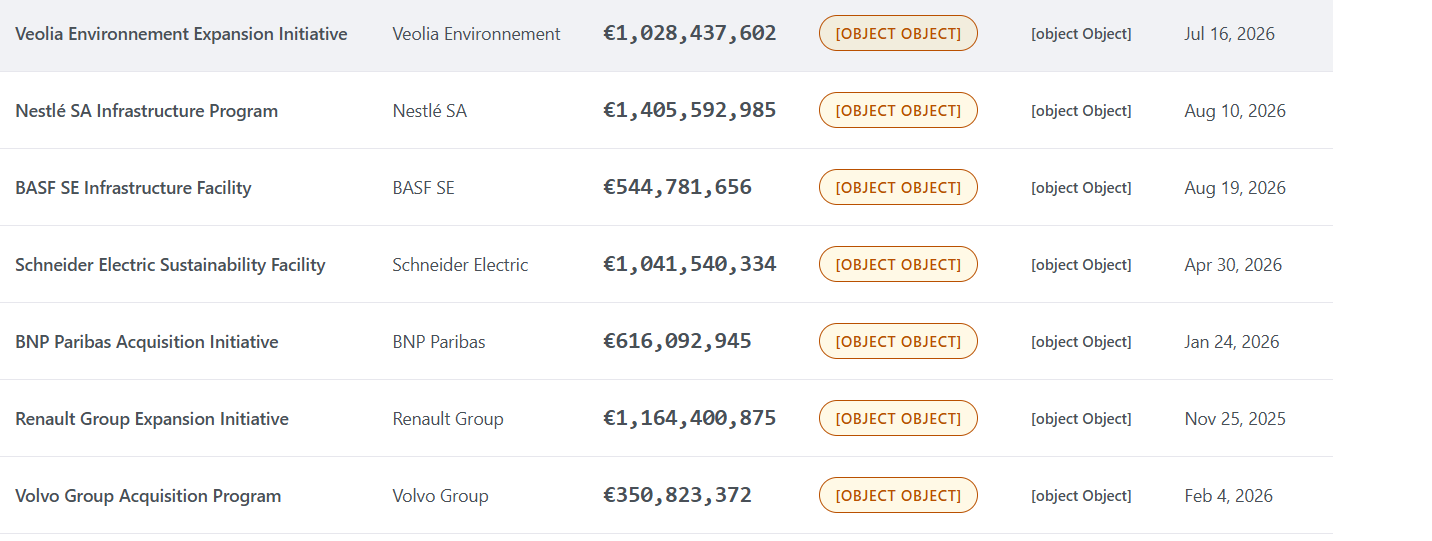 Veolia Environnement Expansion Initiative Veolia Environnement €1,028,437,602 [OBJECT OBJECT] [object Object] Jul 16, 2026
Nestlé SA Infrastructure Program Nestlé SA €1,405,592,985 [OBJECT OBJECT] [object Object] Aug 10, 2026
BASF SE Infrastructure Facility BASF SE €544,781,656 [OBJECT OBJECT] [object Object] Aug 19, 2026
Schneider Electric Sustainability Facility Schneider Electric €1,041,540,334 [OBJECT OBJECT] [object Object] Apr 30, 2026
BNP Paribas Acquisition Initiative BNP Paribas €616,092,945 [OBJECT OBJECT] [object Object] Jan 24, 2026
Renault Group Expansion Initiative Renault Group €1,164,400,875 [OBJECT OBJECT] [object Object] Nov 25, 2025
Volvo Group Acquisition Program Volvo Group €350,823,372 [OBJECT OBJECT] [object Object] Feb 4, 2026